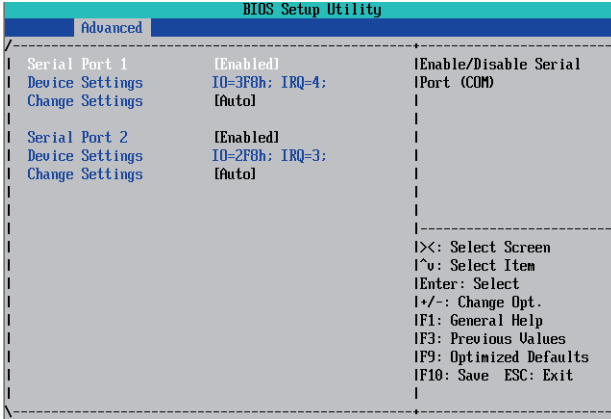 BIOS Setup Utility
Advanced
Serial Port 1 [Enabled]
Device Settings IO=3F8h; IRQ=4;
Change Settings [Auto]
Serial Port 2 [Enabled]
Device Settings IO=2F8h; IRQ=3;
Change Settings [Auto]
Enable/Disable Serial
Port (COM)
><: Select Screen
^v: Select Item
Enter: Select
+/-: Change Opt.
F1: General Help
F3: Previous Values
F9: Optimized Defaults
F10: Save ESC: Exit